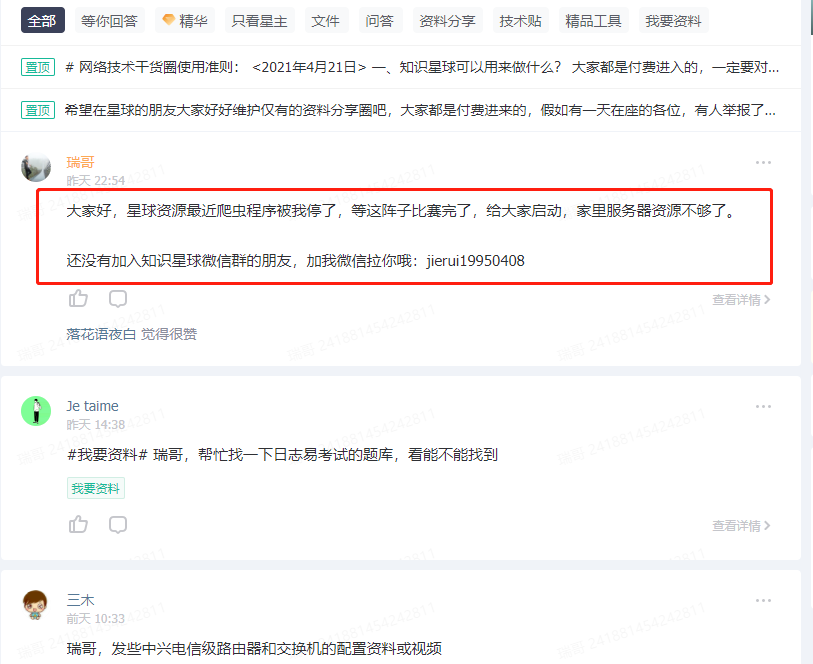 全部 等你回答 精华 只看星主 文件 问答 资料分享 技术贴 精品工具 我要资料
置顶 # 网络技术干货圈使用准则： <2021年4月21日> 一、知识星球可以用来做什么？ 大家都是付费进入的，一定要对...
置顶 希望在星球的朋友大家好好维护仅有的资料分享圈吧，大家都是付费进来的，假如有一天在座的各位，有人举报了...
瑞哥
昨天 22:54
大家好，星球资源最近爬虫程序被我停了，等这阵子比赛完了，给大家启动，家里服务器资源不够了。
还没有加入知识星球微信群的朋友，加我微信拉你哦：jierui19950408
查看详情
落花语夜白 觉得很赞
瑞哥 241881454242811
Je taime
昨天 14:38
#我要资料# 瑞哥，帮忙找一下日志易考试的题库，看能不能找到
我要资料
查看详情
三木
前天 10:33
瑞哥，发些中兴电信级路由器和交换机的配置资料或视频